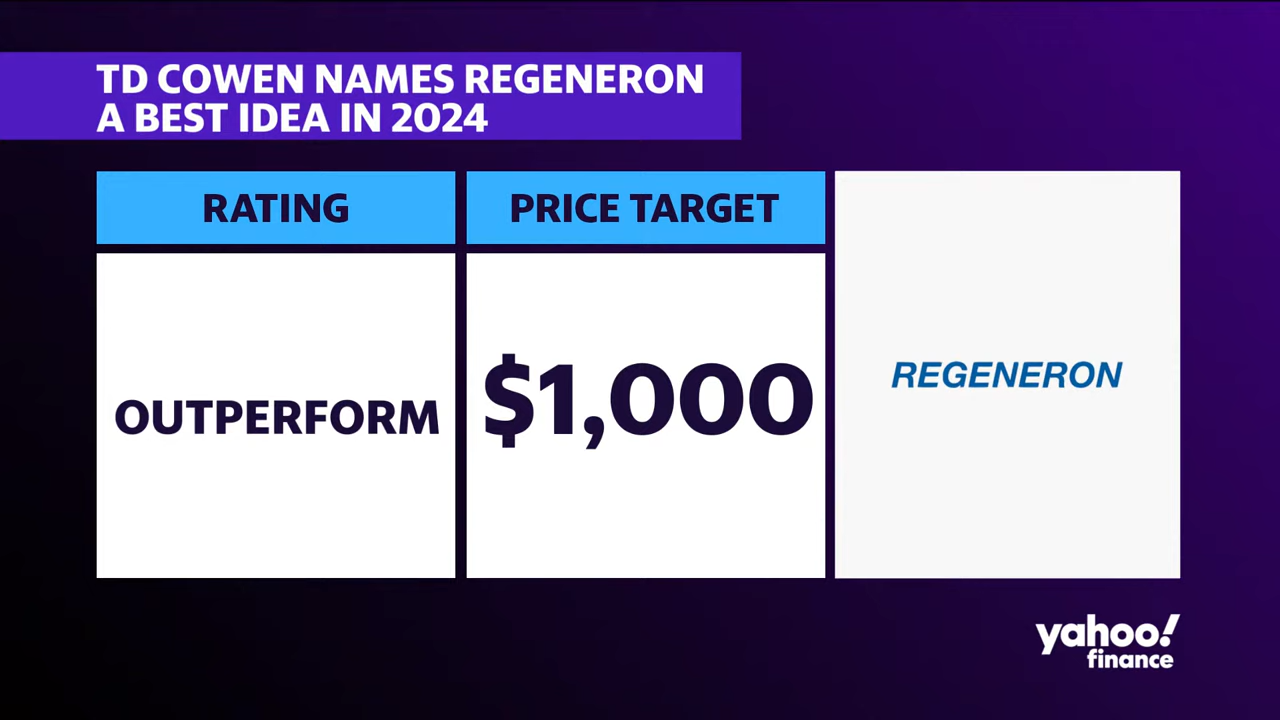 TD COWEN NAMES REGENERON
A BEST IDEA IN 2024
RATING
PRICE TARGET
OUTPERFORM
$1,000
REGENERON
yahoo!
finance